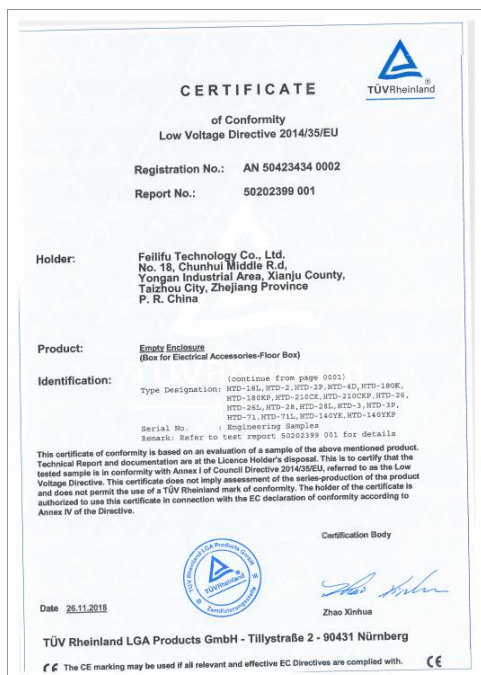 TÜVRheinland®
CERTIFICATE
of Conformity
Low Voltage Directive 2014/35/EU
Registration No.: AN 50423434 0002
Report No.: 50202399 001
Holder: Feilifu Technology Co., Ltd.
No. 18, Chunhui Middle R.d,
Yongan Industrial Area, Xianju County,
Taizhou City, Zhejiang Province
P. R. China
Product: Empty Enclosure
(Box for Electrical Accessories-Floor Box)
Identification: (continue from page 0001)
Type Designation: HTD-18L,HTD-2,HTD-2P,HTD-4D,HTD-180K,
HTD-180KP,HTD-210CK,HTD-210CKP,HTD-26,
HTD-26L,HTD-28,HTD-28L,HTD-3,HTD-3P,
HTD-71,HTD-71L,HTD-140YK,HTD-140YKP
Serial No. : Engineering Samples
Remark: Refer to test report 50202399 001 for details
This certificate of conformity is based on an evaluation of a sample of the above mentioned product.
Technical Report and documentation are at the Licence Holder's disposal. This is to certify that the
tested sample is in conformity with Annex I of Council Directive 2014/35/EU, referred to as the Low
Voltage Directive. This certificate does not imply assessment of the series-production of the product
and does not permit the use of a TÜV Rheinland mark of conformity. The holder of the certificate is
authorized to use this certificate in connection with the EC declaration of conformity according to
Annex IV of the Directive.
Certification Body
TÜV Rheinland LGA Products GmbH
TÜVRheinland
Zertifizierungsstelle
Date 26.11.2018
Zhao Xinhua
TÜV Rheinland LGA Products GmbH - Tillystraße 2 - 90431 Nürnberg
CE The CE marking may be used if all relevant and effective EC Directives are complied with. CE